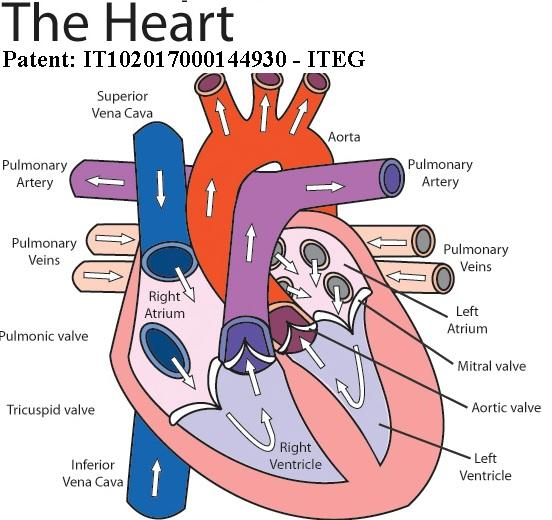 The Heart
Patent: IT102017000144930 - ITEG
Superior
Vena Cava
Aorta
Pulmonary
Artery
Pulmonary
Artery
Pulmonary
Veins
Pulmonary
Veins
Right
Atrium
Left
Atrium
Pulmonic valve
Mitral valve
Tricuspid valve
Aortic valve
Right
Ventricle
Left
Ventricle
Inferior
Vena Cava